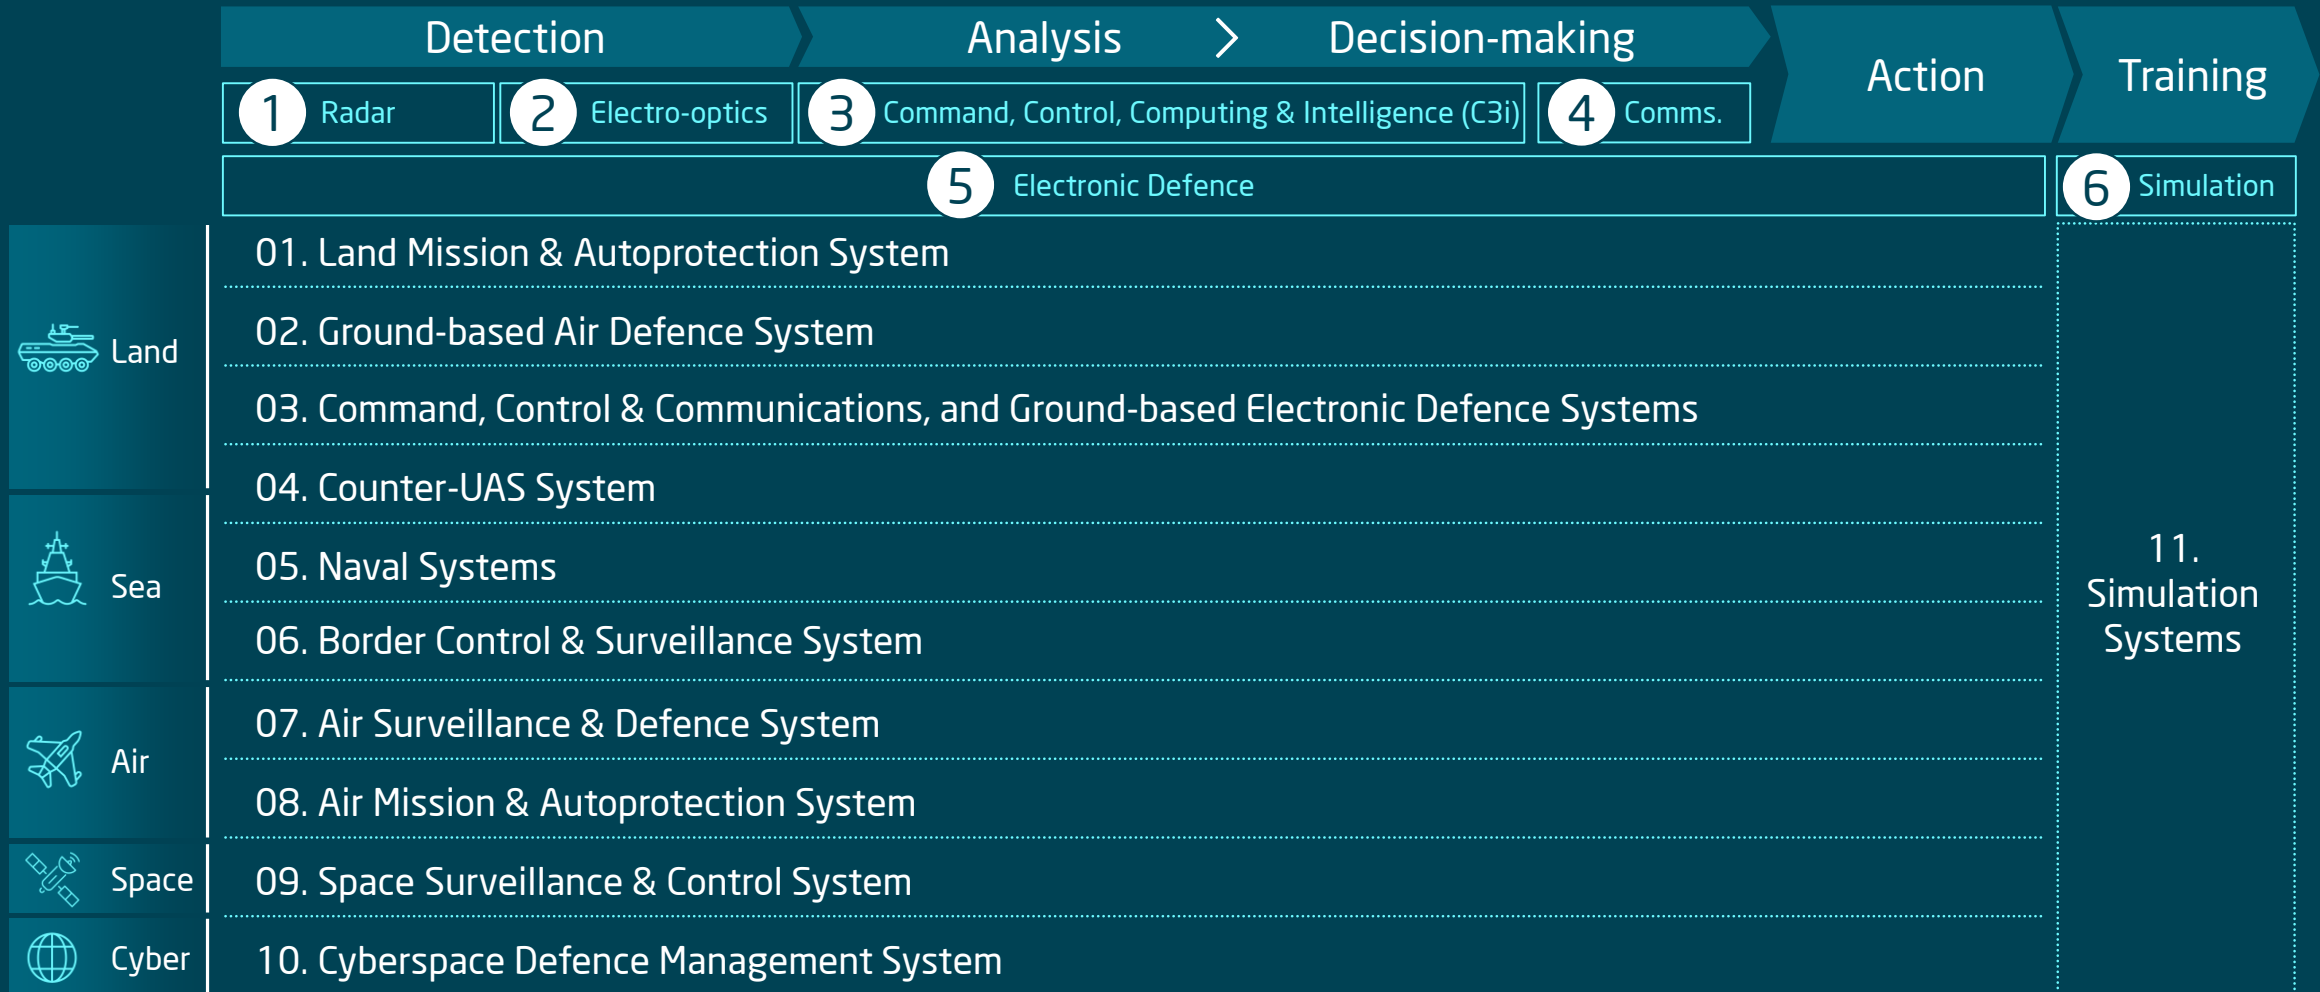 Detection
Analysis > Decision-making
Action
Training
1 Radar
2 Electro-optics
3 Command, Control, Computing & Intelligence (C3i)
4 Comms.
5 Electronic Defence
6 Simulation
Land
01. Land Mission & Autoprotection System
02. Ground-based Air Defence System
03. Command, Control & Communications, and Ground-based Electronic Defence Systems
04. Counter-UAS System
Sea
05. Naval Systems
06. Border Control & Surveillance System
Air
07. Air Surveillance & Defence System
08. Air Mission & Autoprotection System
Space
09. Space Surveillance & Control System
Cyber
10. Cyberspace Defence Management System
11.
Simulation
Systems